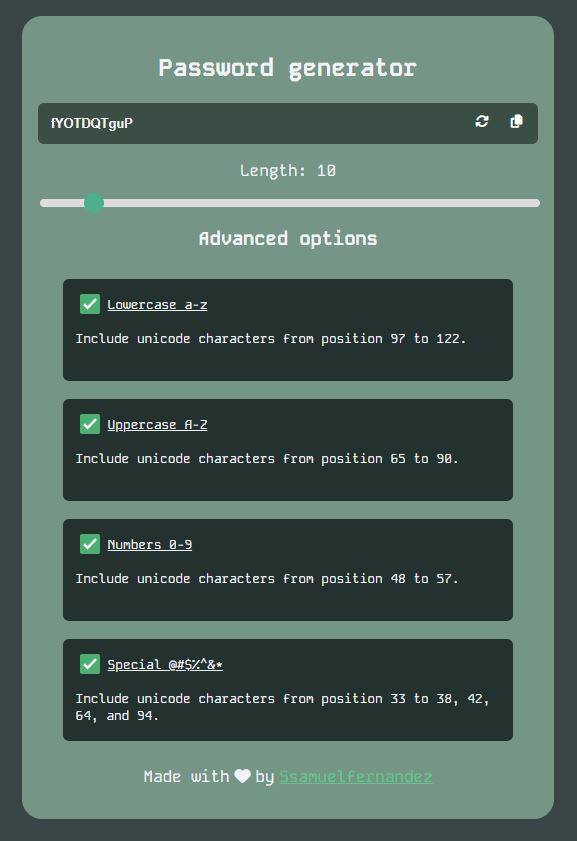 Password generator
fYOTDQTguP
Length: 10
Advanced options
Lowercase a-z
Include unicode characters from position 97 to 122.
Uppercase A-Z
Include unicode characters from position 65 to 90.
Numbers 0-9
Include unicode characters from position 48 to 57.
Special @#$%^&*
Include unicode characters from position 33 to 38, 42,
64, and 94.
Made with ♥ by Ssamuelfernandez